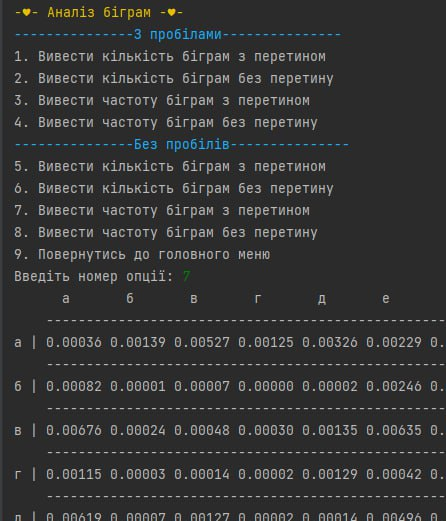 -♥- Аналіз біграм -♥-
---------------З пробілами---------------
1. Вивести кількість біграм з перетином
2. Вивести кількість біграм без перетину
3. Вивести частоту біграм з перетином
4. Вивести частоту біграм без перетину
---------------Без пробілів---------------
5. Вивести кількість біграм з перетином
6. Вивести кількість біграм без перетину
7. Вивести частоту біграм з перетином
8. Вивести частоту біграм без перетину
9. Повернутись до головного меню
Введіть номер опції: 7
а б в г д е
--------------------------------------------------
а | 0.00036 0.00139 0.00527 0.00125 0.00326 0.00229 0.
--------------------------------------------------
б | 0.00082 0.00001 0.00007 0.00000 0.00002 0.00246 0.
--------------------------------------------------
в | 0.00676 0.00024 0.00048 0.00030 0.00135 0.00635 0.
--------------------------------------------------
г | 0.00115 0.00003 0.00014 0.00002 0.00129 0.00042 0.
--------------------------------------------------
д | 0.00619 0.00007 0.00127 0.00002 0.00014 0.00496 0.